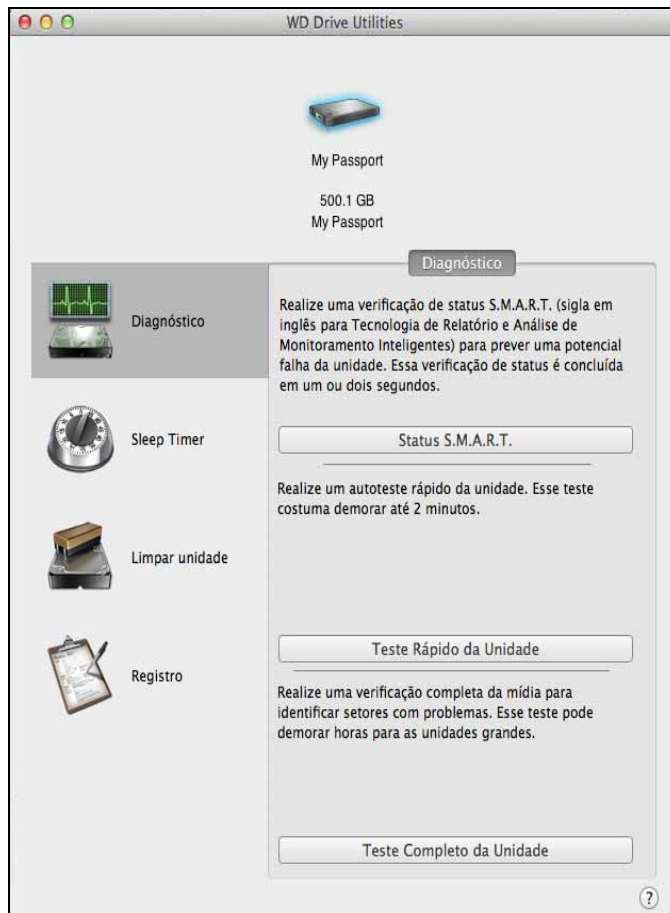 WD Drive Utilities
My Passport
500.1 GB
My Passport
Diagnóstico
Sleep Timer
Limpar unidade
Registro
Diagnóstico
Realize uma verificação de status S.M.A.R.T. (sigla em
inglês para Tecnologia de Relatório e Análise de
Monitoramento Inteligentes) para prever uma potencial
falha da unidade. Essa verificação de status é concluída
em um ou dois segundos.
Status S.M.A.R.T.
Realize um autoteste rápido da unidade. Esse teste
costuma demorar até 2 minutos.
Teste Rápido da Unidade
Realize uma verificação completa da mídia para
identificar setores com problemas. Esse teste pode
demorar horas para as unidades grandes.
Teste Completo da Unidade
?